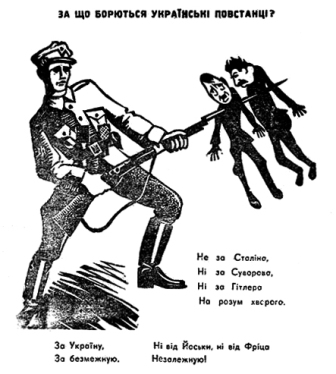 ЗА ЩО БОРЮТЬСЯ УКРАЇНСЬКІ ПОВСТАНЦІ?
Не за Сталіна,
Ні за Суворова,
Ні за Гітлера
На розум хворого.
За Україну,
За безмежную.
Ні від Йоськи, ні від Фріца
Незалежную!